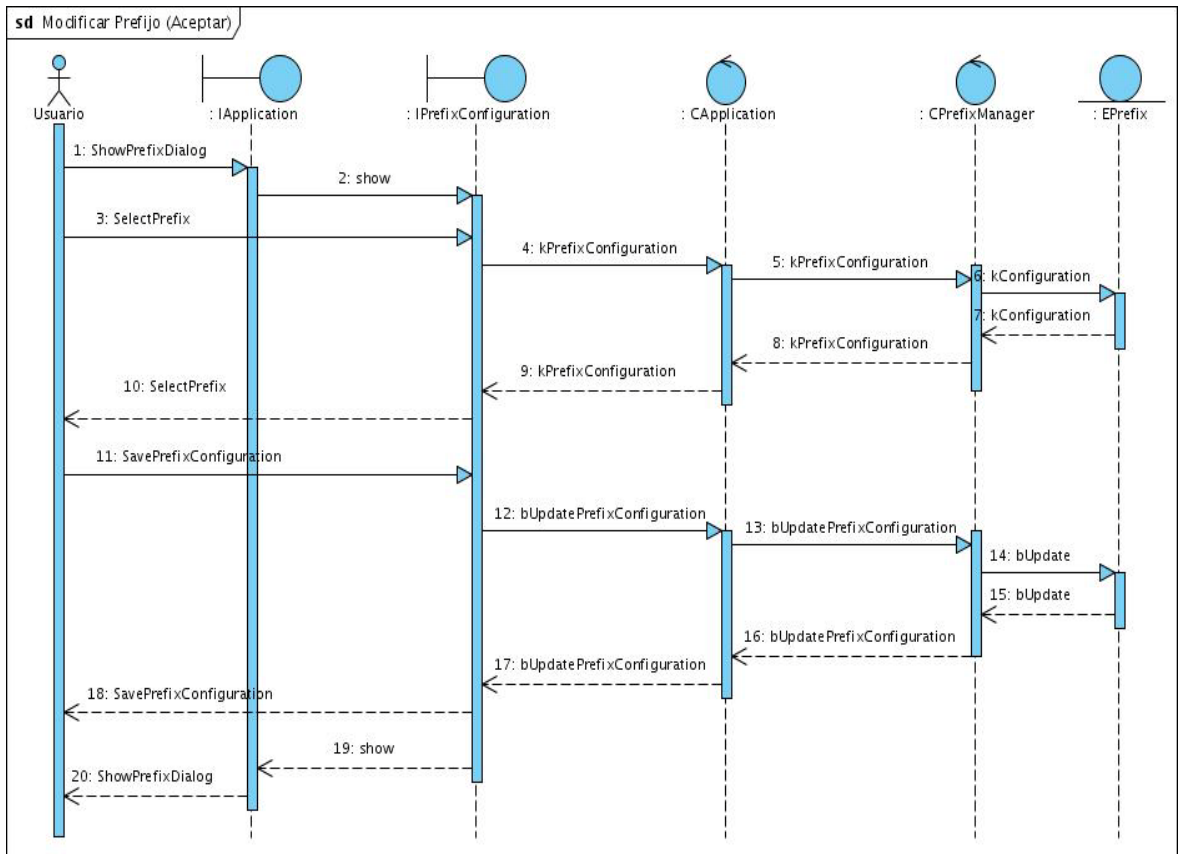 sd Modificar Prefijo (Aceptar)
Usuario
: IApplication
: IPrefixConfiguration
: CApplication
: CPrefixManager
: EPrefix
1: ShowPrefixDialog
2: show
3: SelectPrefix
4: kPrefixConfiguration
5: kPrefixConfiguration
6: kConfiguration
7: kConfiguration
8: kPrefixConfiguration
9: kPrefixConfiguration
10: SelectPrefix
11: SavePrefixConfiguration
12: bUpdatePrefixConfiguration
13: bUpdatePrefixConfiguration
14: bUpdate
15: bUpdate
16: bUpdatePrefixConfiguration
17: bUpdatePrefixConfiguration
18: SavePrefixConfiguration
19: show
20: ShowPrefixDialog